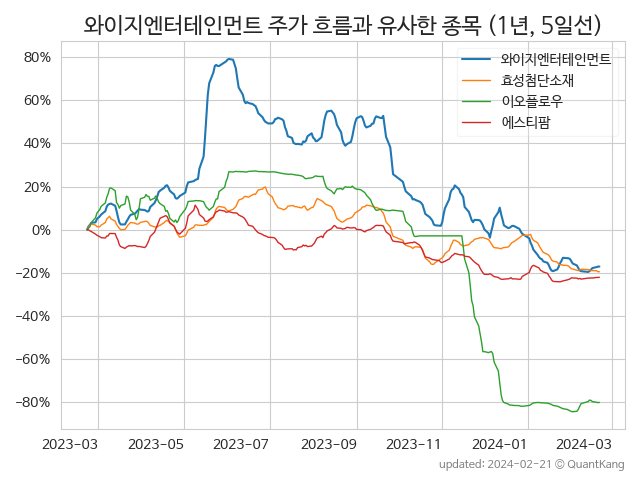 와이지엔터테인먼트 주가 흐름과 유사한 종목 (1년, 5일선)
와이지엔터테인먼트
효성첨단소재
이오플로우
에스티팜
80%
60%
40%
20%
0%
−20%
−40%
−60%
−80%
2023-03 2023-05 2023-07 2023-09 2023-11 2024-01 2024-03
updated: 2024-02-21 © QuantKang